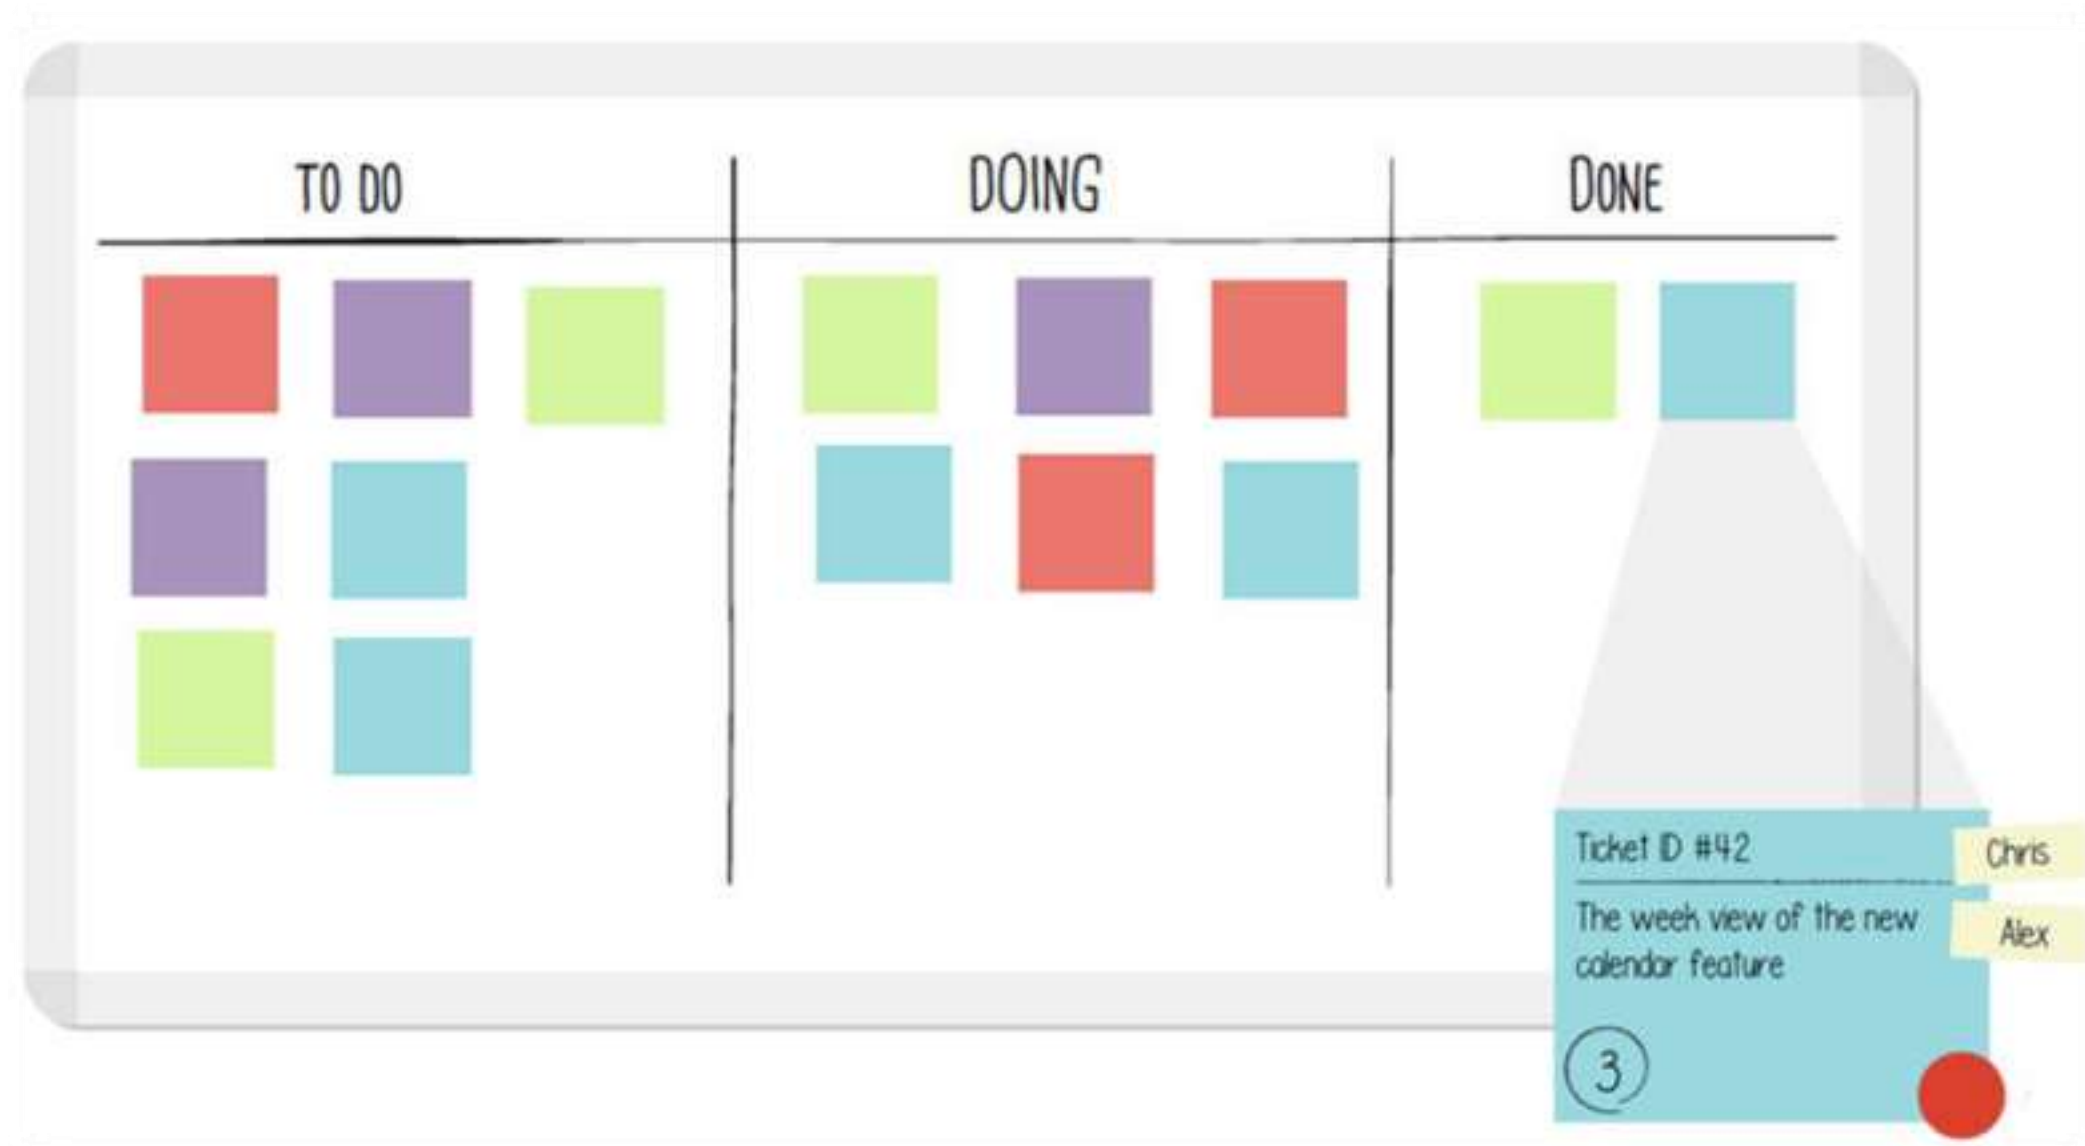 TO DO
DOING
DONE
Ticket ID #42
Chris
The week view of the new
calendar feature
Alex
3